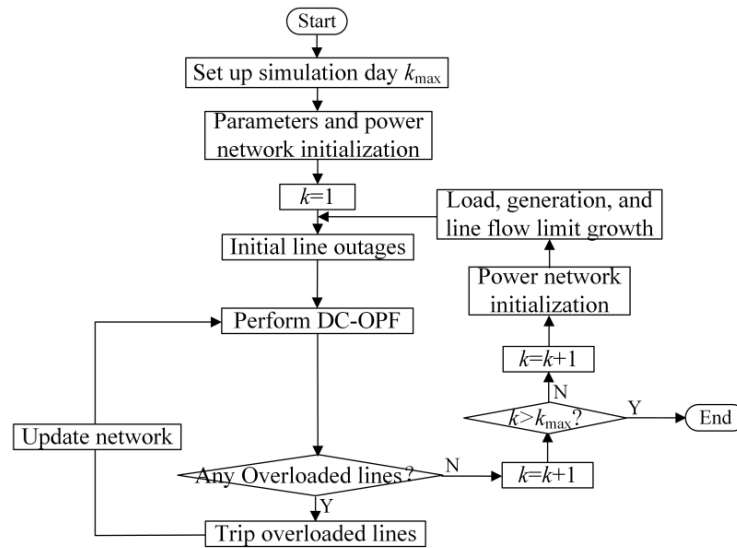 Start
Set up simulation day kmax
Parameters and power
network initialization
k=1
Load, generation, and
line flow limit growth
Initial line outages
Power network
initialization
Perform DC-OPF
k=k+1
N
k>kmax?
Y
End
Update network
Any Overloaded lines?
N
k=k+1
Y
Trip overloaded lines